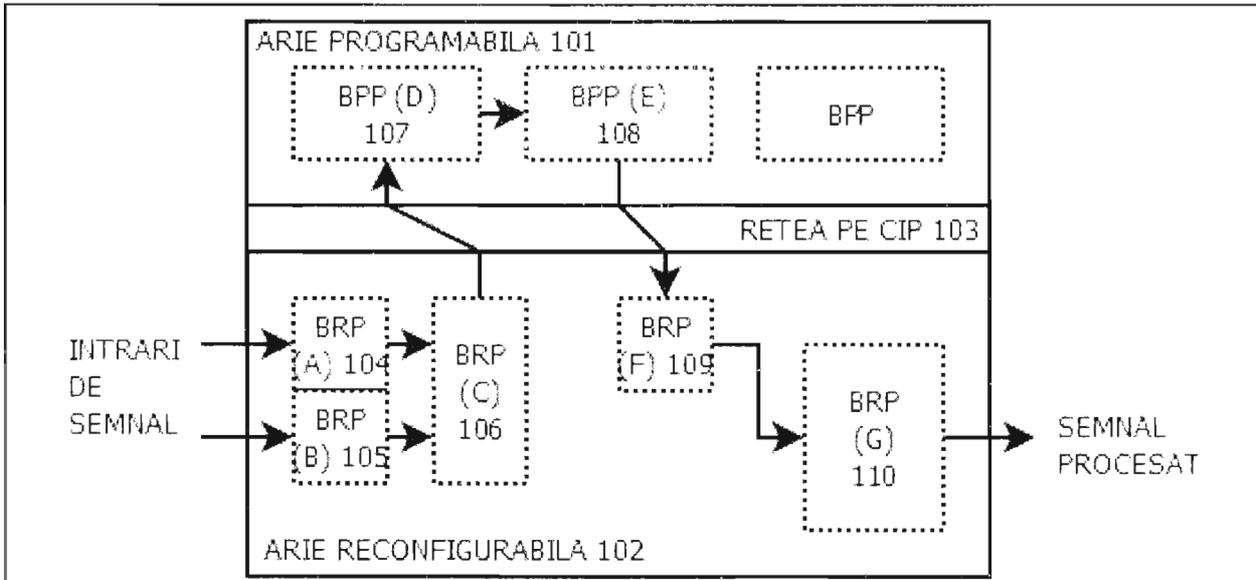 ARIE PROGRAMABILA 101
BPP (D)
107
BPP (E)
108
BPP
RETEA PE CIP 103
INTRARI
DE
SEMNAL
BRP
(A) 104
BRP
(B) 105
BRP
(C)
106
BRP
(F) 109
BRP
(G)
110
SEMNAL
PROCESAT
ARIE RECONFIGURABILA 102